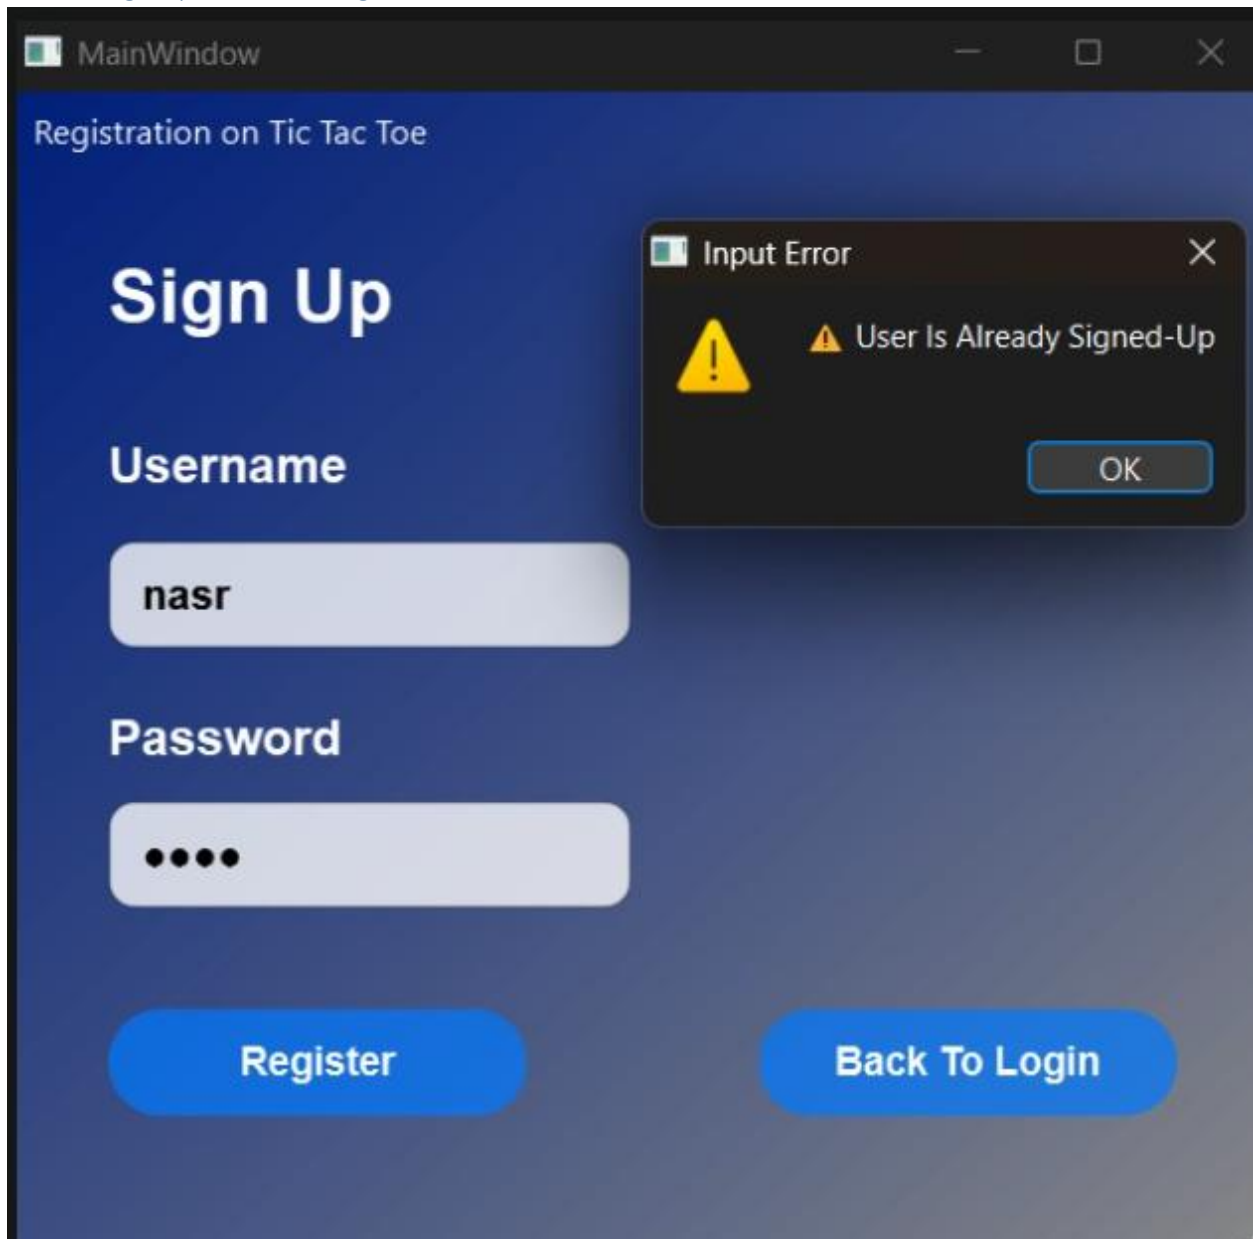 MainWindow
Registration on Tic Tac Toe
Sign Up
Input Error
⚠ User Is Already Signed-Up
OK
Username
nasr
Password
••••
Register
Back To Login